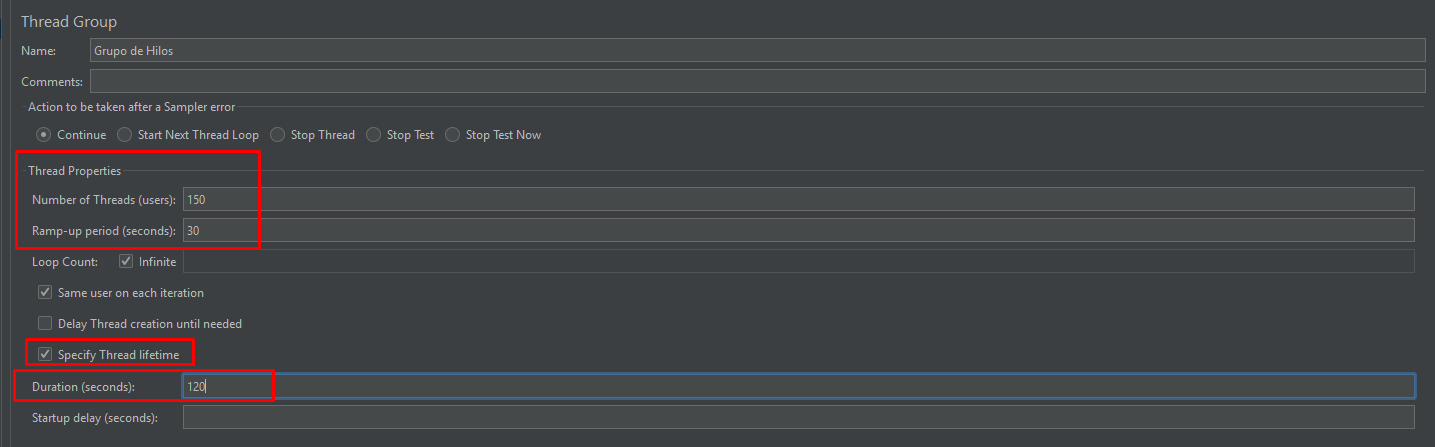 Thread Group
Name: Grupo de Hilos
Comments:
Action to be taken after a Sampler error
Continue Start Next Thread Loop Stop Thread Stop Test Stop Test Now
Thread Properties
Number of Threads (users): 150
Ramp-up period (seconds): 30
Loop Count: Infinite
Same user on each iteration
Delay Thread creation until needed
Specify Thread lifetime
Duration (seconds): 120
Startup delay (seconds):